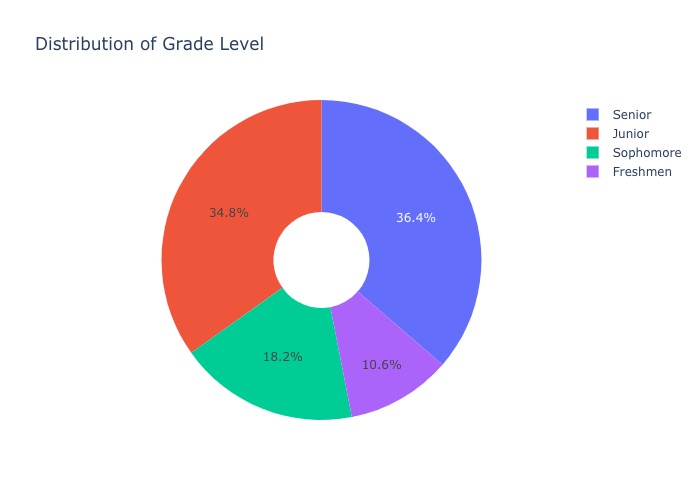 Distribution of Grade Level
Senior
Junior
Sophomore
Freshmen
34.8%
36.4%
18.2%
10.6%